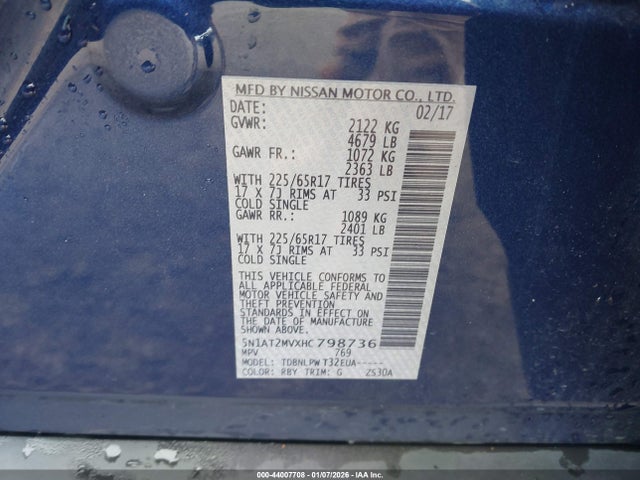 MFD BY NISSAN MOTOR CO., LTD.
DATE: 02/17
GVWR: 2122 KG
4679 LB
GAWR FR.: 1072 KG
2363 LB
WITH 225/65R17 TIRES
17 X 7J RIMS AT 33 PSI
COLD SINGLE
GAWR RR.: 1089 KG
2401 LB
WITH 225/65R17 TIRES
17 X 7J RIMS AT 33 PSI
COLD SINGLE
THIS VEHICLE CONFORMS TO
ALL APPLICABLE FEDERAL
MOTOR VEHICLE SAFETY AND
THEFT PREVENTION
STANDARDS IN EFFECT ON
THE DATE OF MANUFACTURE
SHOWN ABOVE.
5N1AT2MVXHC798736
MPV 769
MODEL: TDBNLPW T32EUA-----
COLOR: RBY TRIM: G ZS30A
000-44007708 | 01/07/2026 - IAA Inc.